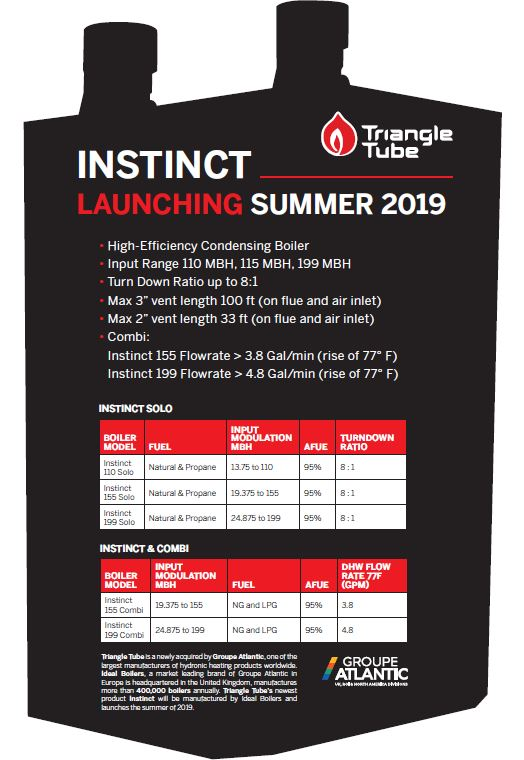 Triangle
Tube
INSTINCT
LAUNCHING SUMMER 2019
• High-Efficiency Condensing Boiler
• Input Range 110 MBH, 115 MBH, 199 MBH
• Turn Down Ratio up to 8:1
• Max 3” vent length 100 ft (on flue and air inlet)
• Max 2” vent length 33 ft (on flue and air inlet)
• Combi:
Instinct 155 Flowrate > 3.8 Gal/min (rise of 77° F)
Instinct 199 Flowrate > 4.8 Gal/min (rise of 77° F)
INSTINCT SOLO
BOILER MODEL FUEL INPUT MODULATION MBH AFUE TURNDOWN RATIO
Instinct 110 Solo Natural & Propane 13.75 to 110 95% 8 : 1
Instinct 155 Solo Natural & Propane 19.375 to 155 95% 8 : 1
Instinct 199 Solo Natural & Propane 24.875 to 199 95% 8 : 1
INSTINCT & COMBI
BOILER MODEL INPUT MODULATION MBH FUEL AFUE DHW FLOW RATE 77F (GPM)
Instinct 155 Combi 19.375 to 155 NG and LPG 95% 3.8
Instinct 199 Combi 24.875 to 199 NG and LPG 95% 4.8
Triangle Tube is a newly acquired by Groupe Atlantic, one of the
largest manufacturers of hydronic heating products worldwide.
Ideal Boilers, a market leading brand of Groupe Atlantic in
Europe is headquartered in the United Kingdom, manufactures
more than 400,000 boilers annually. Triangle Tube's newest
product Instinct will be manufactured by Ideal Boilers and
launches the summer of 2019.
GROUPE
ATLANTIC
NORTH AMERICA DIVISIONS